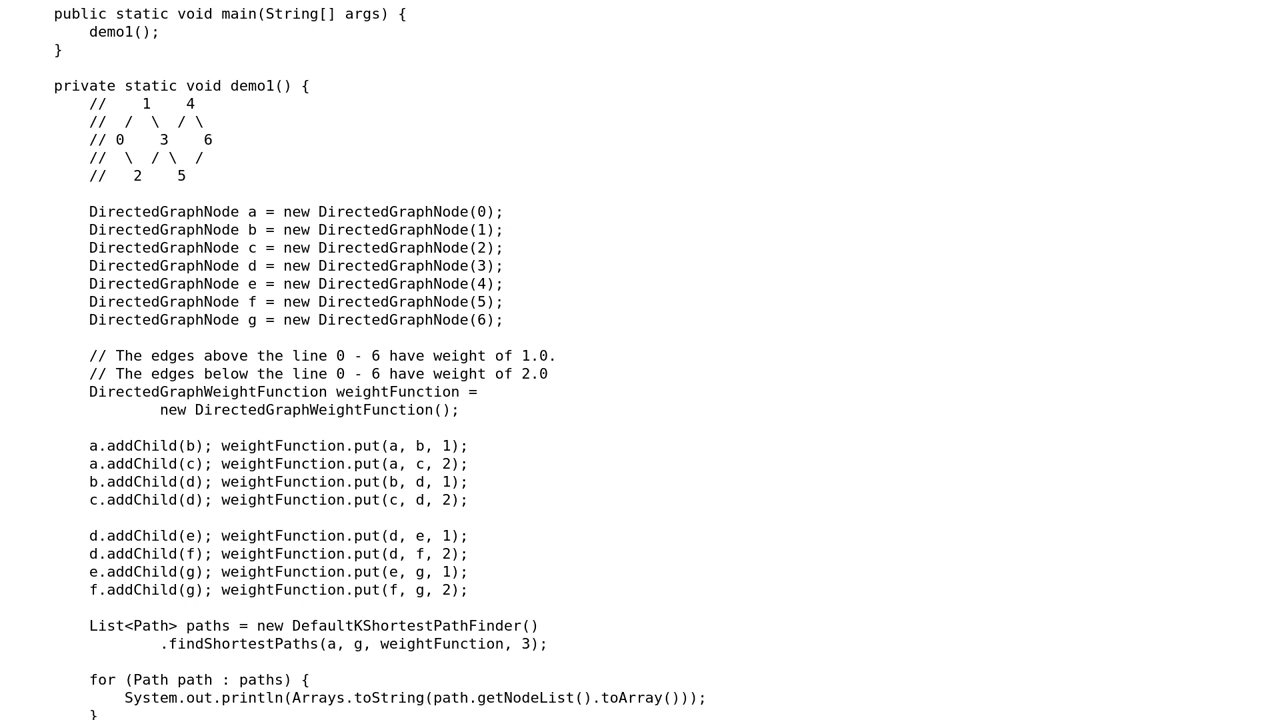 public static void main(String[] args) {
    demo1();
}

private static void demo1() {
    //    1    4
    //  /  \  / \
    // 0    3    6
    //  \  / \  /
    //   2    5

    DirectedGraphNode a = new DirectedGraphNode(0);
    DirectedGraphNode b = new DirectedGraphNode(1);
    DirectedGraphNode c = new DirectedGraphNode(2);
    DirectedGraphNode d = new DirectedGraphNode(3);
    DirectedGraphNode e = new DirectedGraphNode(4);
    DirectedGraphNode f = new DirectedGraphNode(5);
    DirectedGraphNode g = new DirectedGraphNode(6);

    // The edges above the line 0 - 6 have weight of 1.0.
    // The edges below the line 0 - 6 have weight of 2.0
    DirectedGraphWeightFunction weightFunction =
            new DirectedGraphWeightFunction();

    a.addChild(b); weightFunction.put(a, b, 1);
    a.addChild(c); weightFunction.put(a, c, 2);
    b.addChild(d); weightFunction.put(b, d, 1);
    c.addChild(d); weightFunction.put(c, d, 2);

    d.addChild(e); weightFunction.put(d, e, 1);
    d.addChild(f); weightFunction.put(d, f, 2);
    e.addChild(g); weightFunction.put(e, g, 1);
    f.addChild(g); weightFunction.put(f, g, 2);

    List<Path> paths = new DefaultKShortestPathFinder()
            .findShortestPaths(a, g, weightFunction, 3);

    for (Path path : paths) {
        System.out.println(Arrays.toString(path.getNodeList().toArray()));
    }